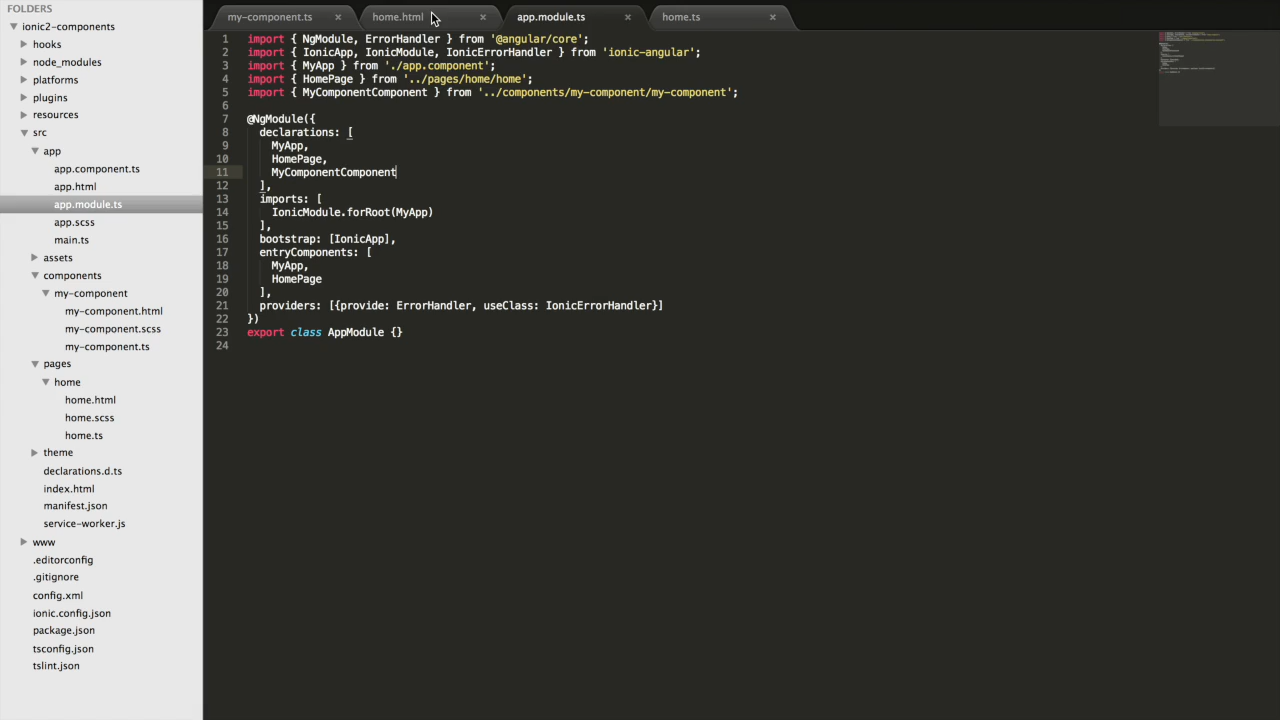 FOLDERS
ionic2-components
hooks
node_modules
platforms
plugins
resources
src
app
app.component.ts
app.html
app.module.ts
app.scss
main.ts
assets
components
my-component
my-component.html
my-component.scss
my-component.ts
pages
home
home.html
home.scss
home.ts
theme
declarations.d.ts
index.html
manifest.json
service-worker.js
www
.editorconfig
.gitignore
config.xml
ionic.config.json
package.json
tsconfig.json
tslint.json
my-component.ts × home.html × app.module.ts × home.ts ×
1 import { NgModule, ErrorHandler } from '@angular/core';
2 import { IonicApp, IonicModule, IonicErrorHandler } from 'ionic-angular';
3 import { MyApp } from './app.component';
4 import { HomePage } from '../pages/home/home';
5 import { MyComponentComponent } from '../components/my-component/my-component';
6
7 @NgModule({
8 declarations: [
9 MyApp,
10 HomePage,
11 MyComponentComponent
12 ],
13 imports: [
14 IonicModule.forRoot(MyApp)
15 ],
16 bootstrap: [IonicApp],
17 entryComponents: [
18 MyApp,
19 HomePage
20 ],
21 providers: [{provide: ErrorHandler, useClass: IonicErrorHandler}]
22 })
23 export class AppModule {}
24